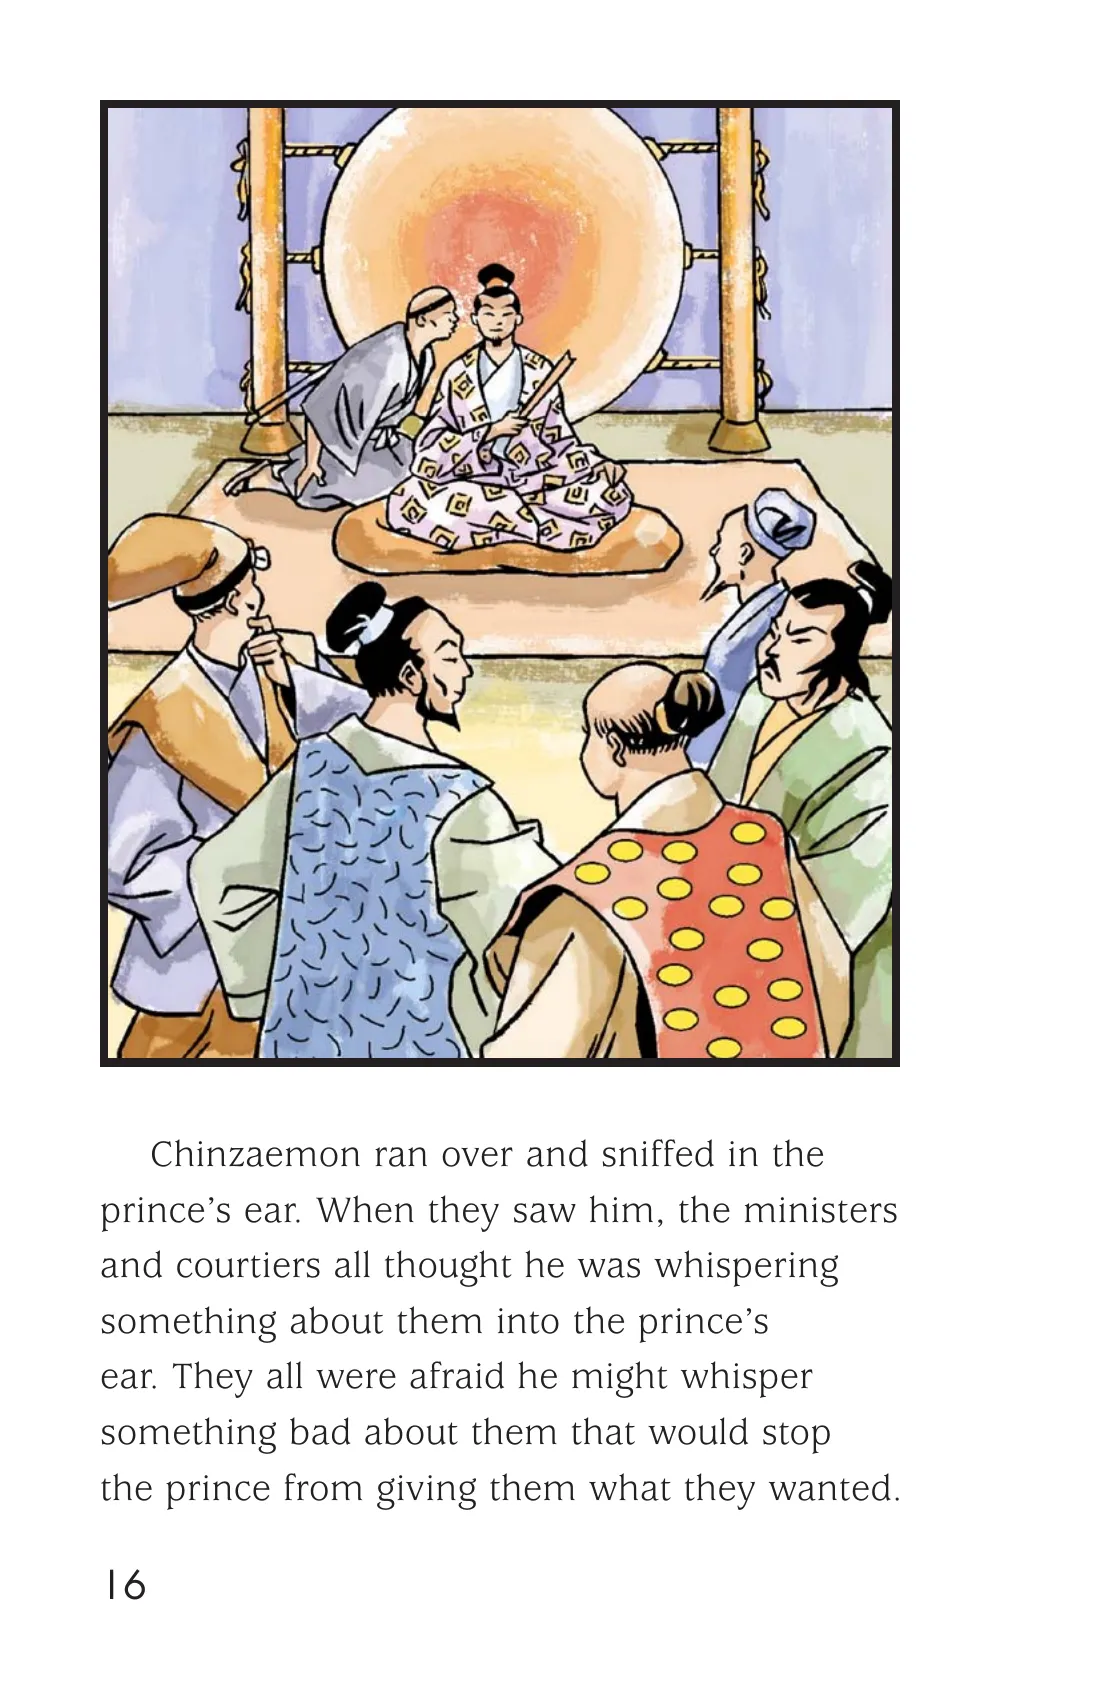 Chinzaemon ran over and sniffed in the
prince’s ear. When they saw him, the ministers
and courtiers all thought he was whispering
something about them into the prince’s
ear. They all were afraid he might whisper
something bad about them that would stop
the prince from giving them what they wanted.
16